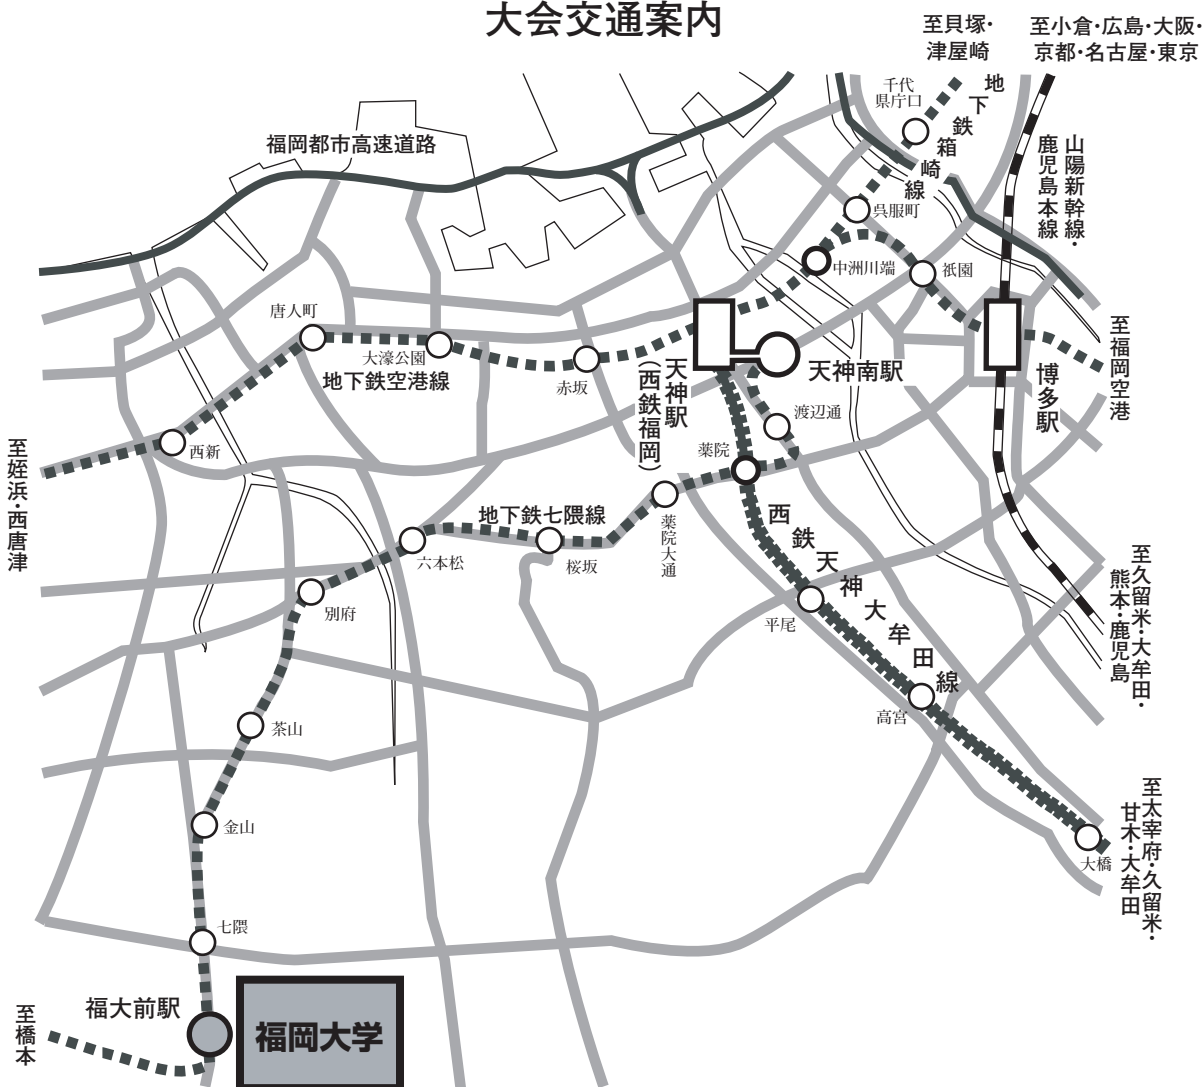 大会交通案内
至貝塚・
津屋崎
至小倉・広島・大阪・
京都・名古屋・東京
千代
県庁口
地下鉄箱崎線
福岡都市高速道路
山陽新幹線・
鹿児島本線
呉服町
中洲川端
祇園
唐人町
大濠公園
地下鉄空港線
赤坂
天神駅
(西鉄福岡)
天神南駅
博多駅
至福岡空港
渡辺通
薬院
西新
至姪浜・西唐津
地下鉄七隈線
六本松
桜坂
薬院大通
西鉄天神大牟田線
別府
平尾
至久留米・大牟田・
熊本・鹿児島
高宮
茶山
金山
大橋
至太宰府・久留米・
甘木・大牟田
七隈
福大前駅
福岡大学
至橋本